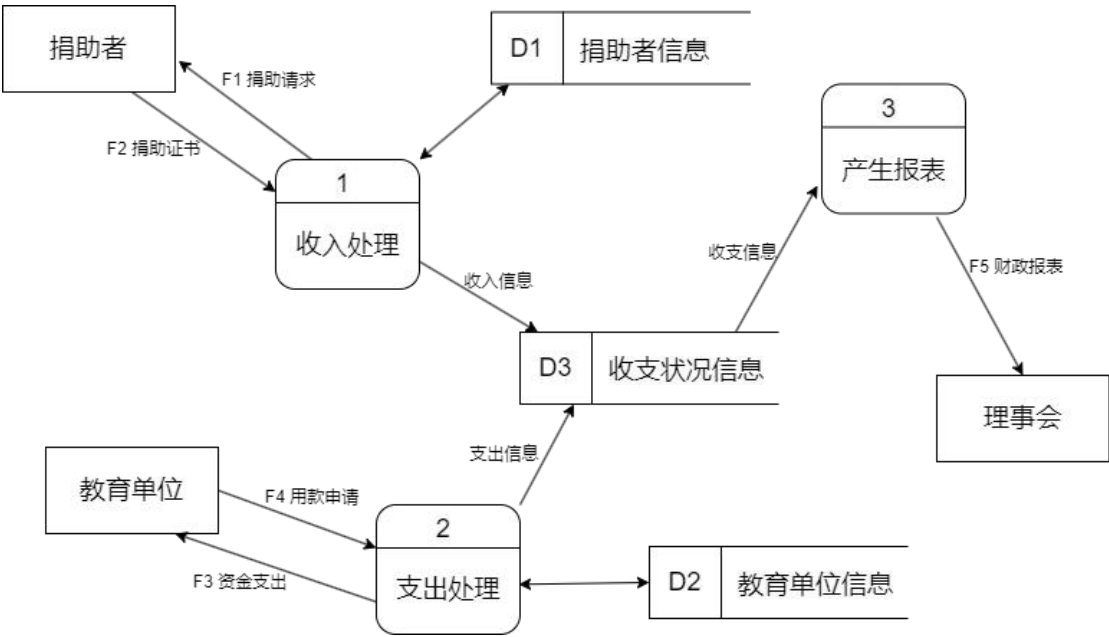 捐助者
D1
捐助者信息
F1 捐助请求
3
产生报表
F2 捐助证书
1
收入处理
收支信息
F5 财政报表
收入信息
D3
收支状况信息
理事会
支出信息
教育单位
F4 用款申请
2
支出处理
F3 资金支出
D2
教育单位信息